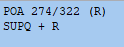 POA 274/322 (R)
SUPQ + R